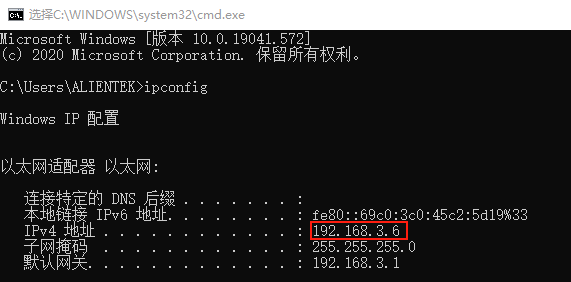 选择C:\WINDOWS\system32\cmd.exe
Microsoft Windows [版本 10.0.19041.572]
(c) 2020 Microsoft Corporation. 保留所有权利。
C:\Users\ALIENTEK>ipconfig
Windows IP 配置
以太网适配器 以太网:
连接特定的 DNS 后缀 . . . . . . . :
本地链接 IPv6 地址. . . . . . . . : fe80::69c0:3c0:45c2:5d19%33
IPv4 地址 . . . . . . . . . . . . : 192.168.3.6
子网掩码 . . . . . . . . . . . . : 255.255.255.0
默认网关. . . . . . . . . . . . . : 192.168.3.1